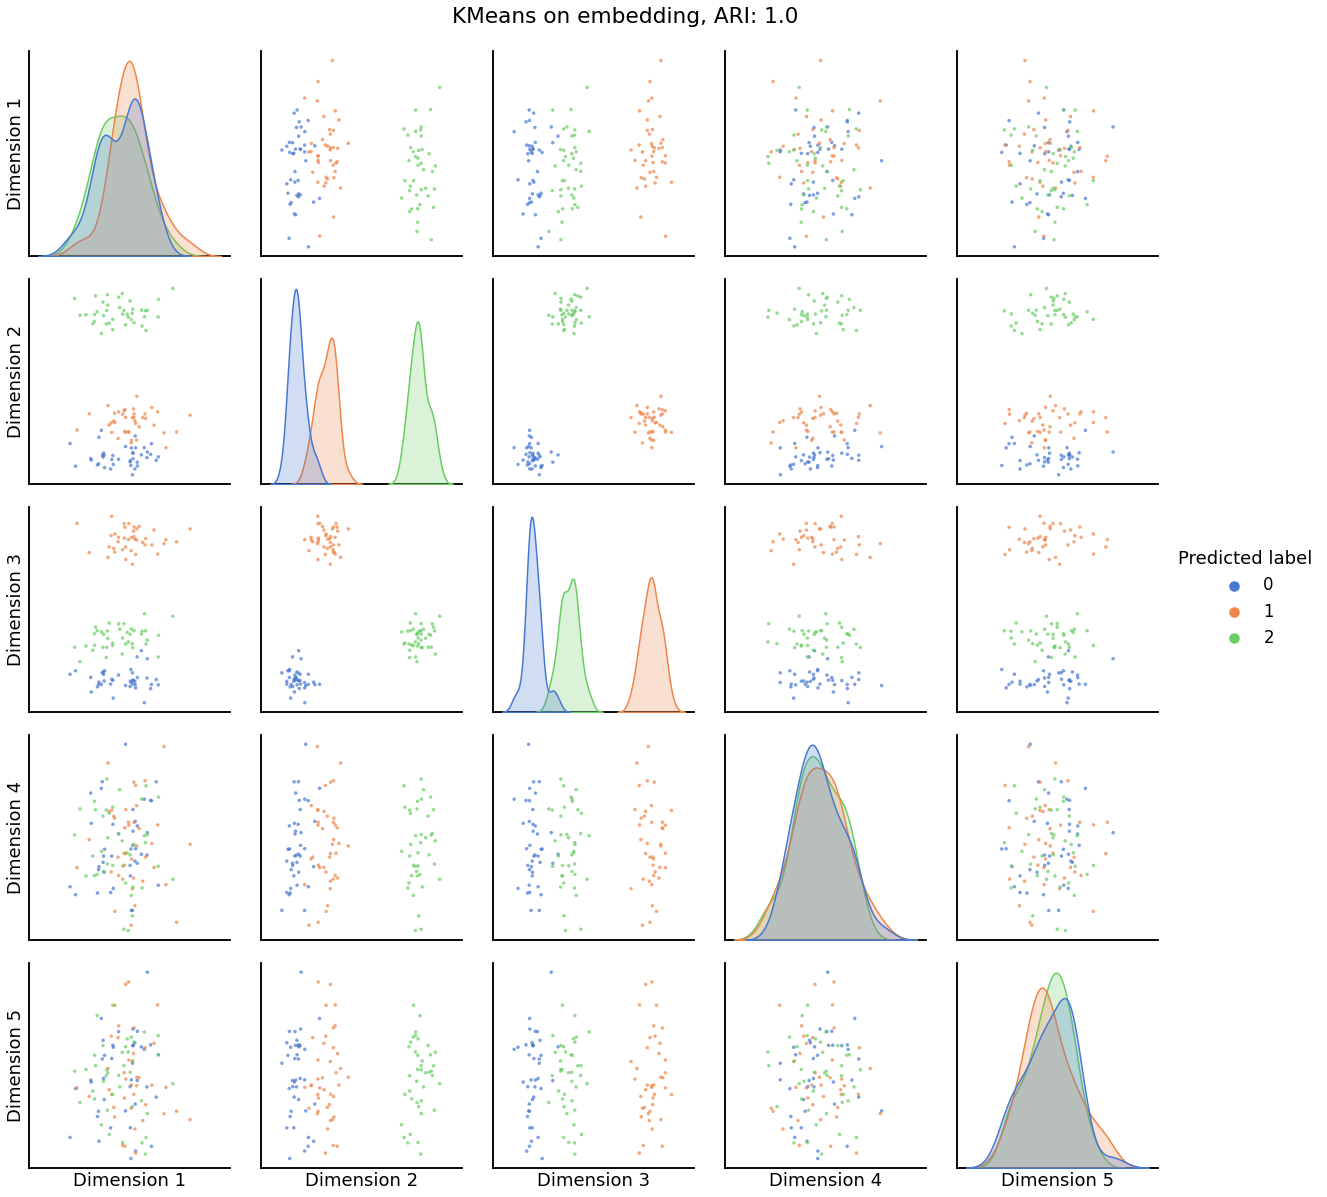 KMeans on embedding, ARI: 1.0
Dimension 1
Dimension 2
Dimension 3
Dimension 4
Dimension 5
Predicted label
0
1
2
Dimension 1
Dimension 2
Dimension 3
Dimension 4
Dimension 5